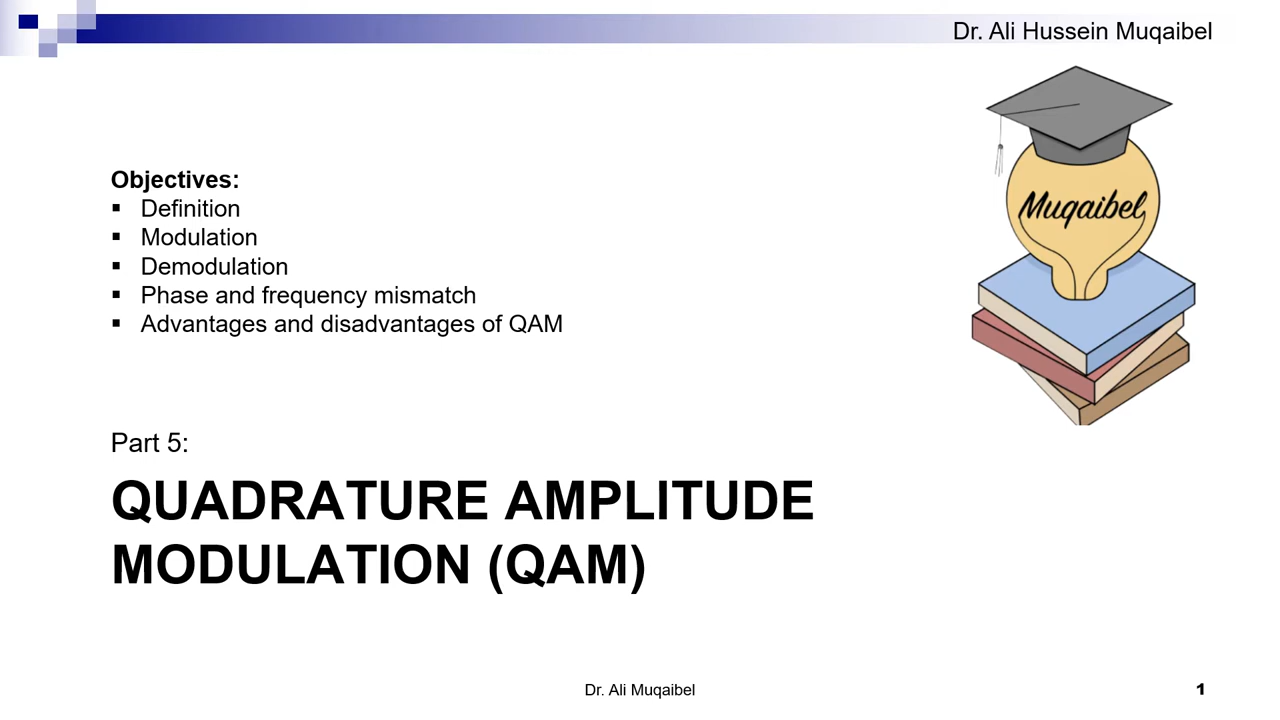 Dr. Ali Hussein Muqaibel
Muqaibel
Objectives:
▪ Definition
▪ Modulation
▪ Demodulation
▪ Phase and frequency mismatch
▪ Advantages and disadvantages of QAM
Part 5:
QUADRATURE AMPLITUDE
MODULATION (QAM)
Dr. Ali Muqaibel
1